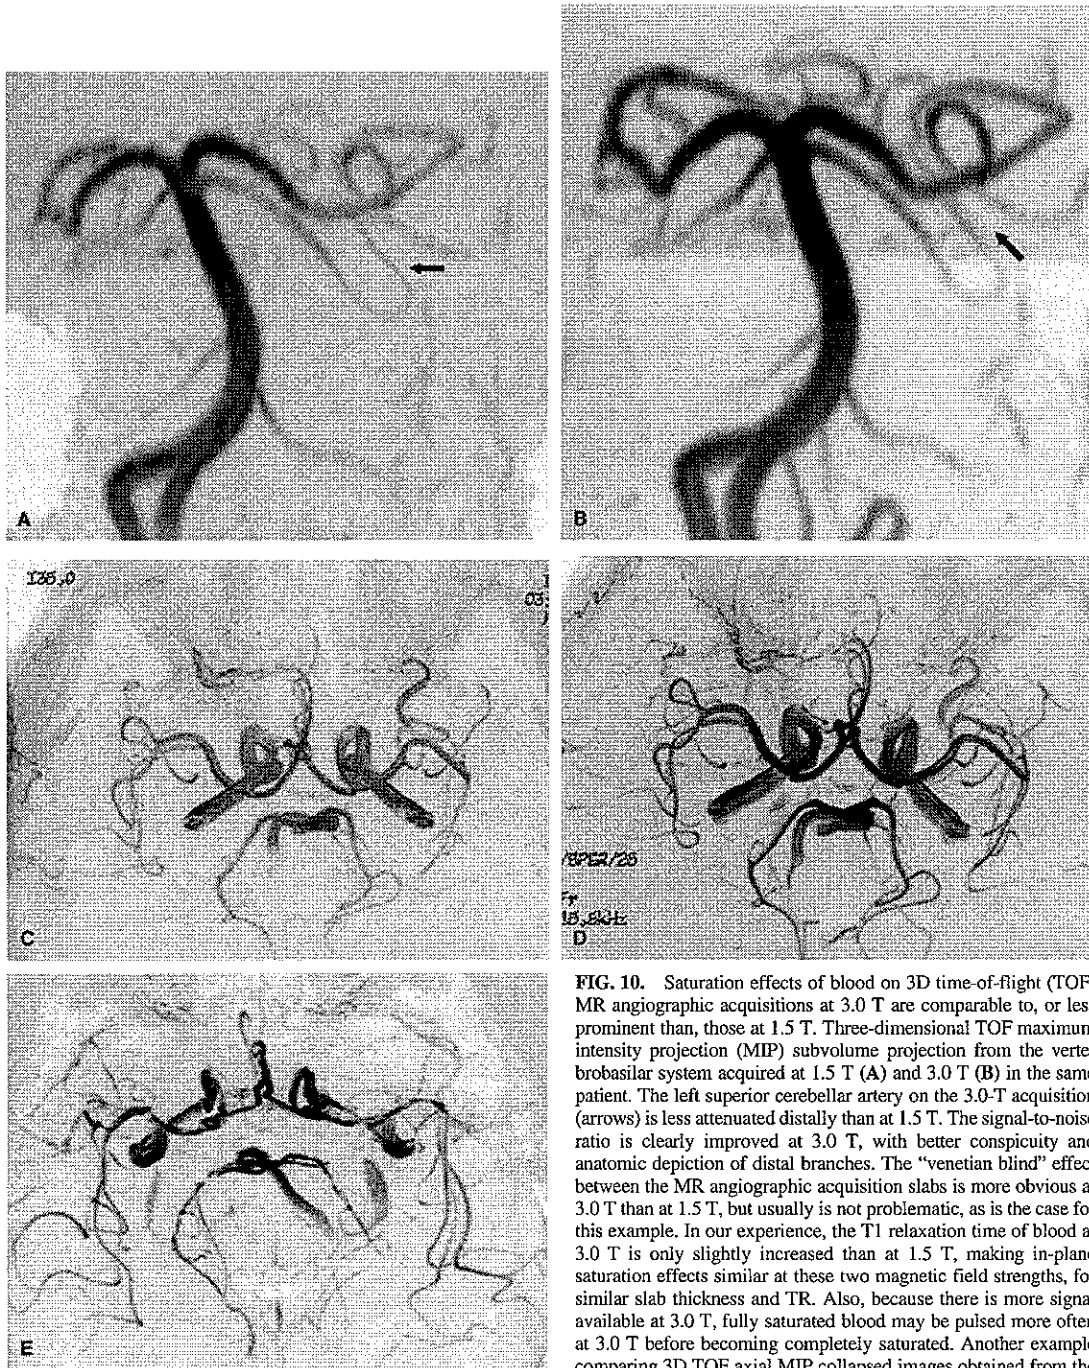 A
B
I35.0
03:
C
/8PER/28
Fr
15.6kHz
D
E
FIG. 10. Saturation effects of blood on 3D time-of-flight (TOF
MR angiographic acquisitions at 3.0 T are comparable to, or les
prominent than, those at 1.5 T. Three-dimensional TOF maximum
intensity projection (MIP) subvolume projection from the verte
brobasilar system acquired at 1.5 T (A) and 3.0 T (B) in the same
patient. The left superior cerebellar artery on the 3.0-T acquisition
(arrows) is less attenuated distally than at 1.5 T. The signal-to-nois
ratio is clearly improved at 3.0 T, with better conspicuity an
anatomic depiction of distal branches. The “venetian blind” effec
between the MR angiographic acquisition slabs is more obvious a
3.0 T than at 1.5 T, but usually is not problematic, as is the case fo
this example. In our experience, the T1 relaxation time of blood a
3.0 T is only slightly increased than at 1.5 T, making in-plan
saturation effects similar at these two magnetic field strengths, fo
similar slab thickness and TR. Also, because there is more signa
available at 3.0 T, fully saturated blood may be pulsed more ofte
at 3.0 T before becoming completely saturated. Another exampl
comparing 3D TOF axial MIP collapsed images obtained from